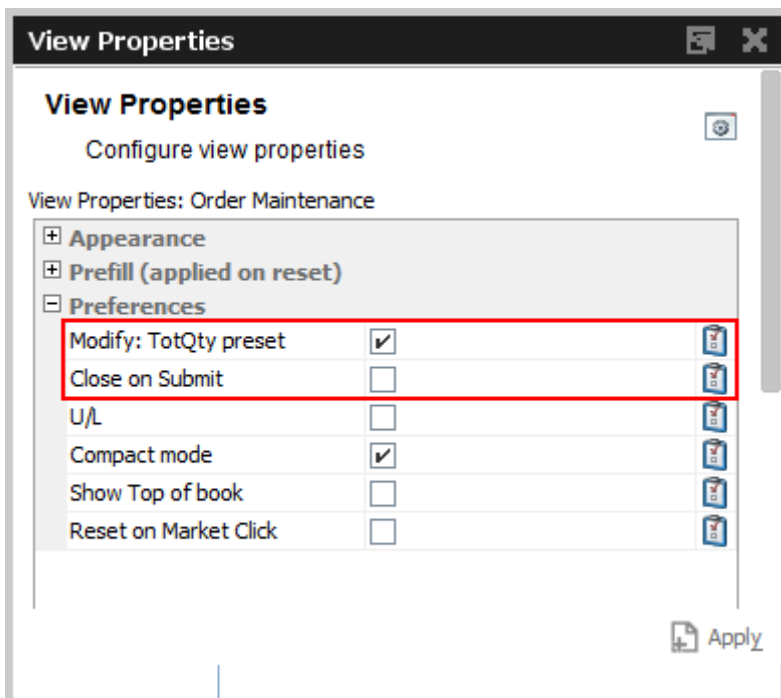 View Properties
View Properties
Configure view properties
View Properties: Order Maintenance
Appearance
Prefill (applied on reset)
Preferences
Modify: TotQty preset
Close on Submit
U/L
Compact mode
Show Top of book
Reset on Market Click
Apply